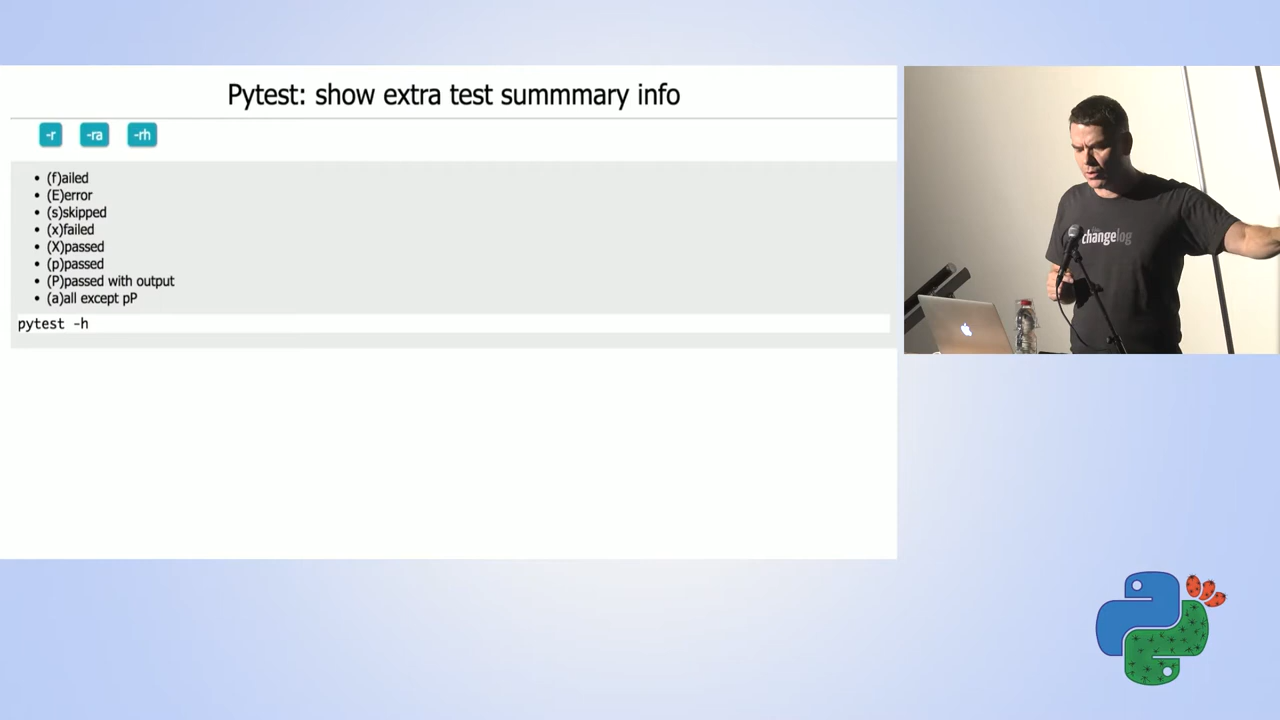 Pytest: show extra test summmary info
-r -ra -rh
(f)ailed
(E)error
(s)skipped
(x)failed
(X)passed
(p)passed
(P)passed with output
(a)all except pP
pytest -h
changelog